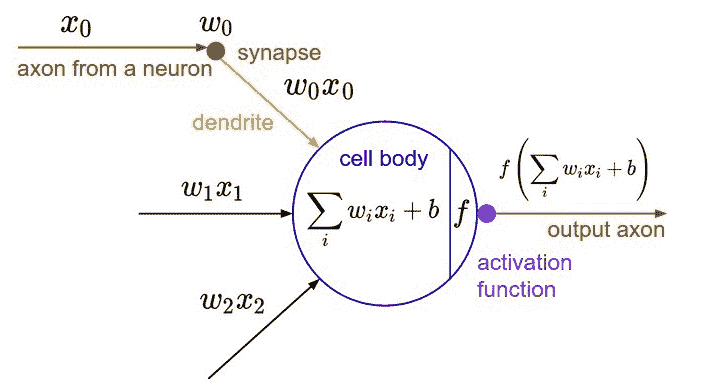 x₀ w₀
synapse
axon from a neuron
w₀x₀
dendrite
cell body
f(∑ᵢ wᵢxᵢ + b)
w₁x₁
∑ᵢ wᵢxᵢ + b f
output axon
activation
function
w₂x₂